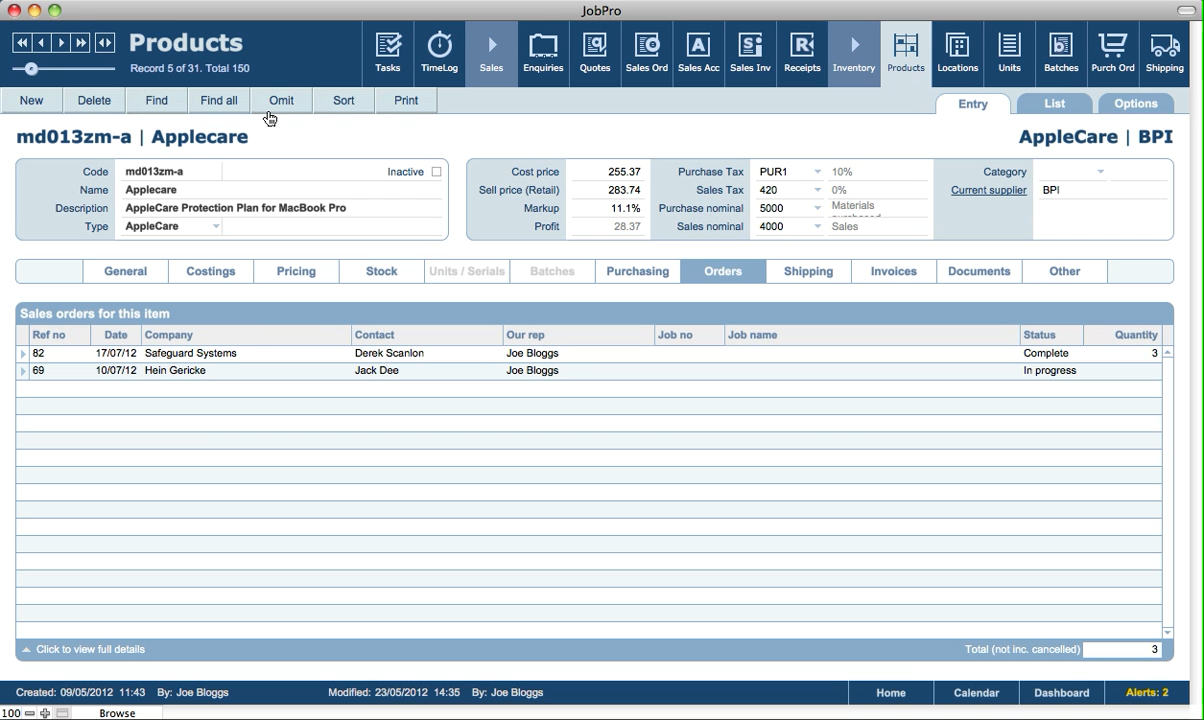 JobPro
Products
Record 5 of 31. Total 150
Tasks TimeLog Sales Enquiries Quotes Sales Ord Sales Acc Sales Inv Receipts Inventory Products Locations Units Batches Purch Ord Shipping
New Delete Find Find all Omit Sort Print Entry List Options
md013zm-a | Applecare AppleCare | BPI
Code md013zm-a Inactive Cost price 255.37 Purchase Tax PUR1 10% Category
Name Applecare Sell price (Retail) 283.74 Sales Tax 420 0% Current supplier BPI
Description AppleCare Protection Plan for MacBook Pro Markup 11.1% Purchase nominal 5000 Materials
Type AppleCare Profit 28.37 Sales nominal 4000 Sales
General Costings Pricing Stock Units / Serials Batches Purchasing Orders Shipping Invoices Documents Other
Sales orders for this item
Ref no Date Company Contact Our rep Job no Job name Status Quantity
82 17/07/12 Safeguard Systems Derek Scanlon Joe Bloggs Complete 3
69 10/07/12 Hein Gericke Jack Dee Joe Bloggs In progress
Click to view full details Total (not inc. cancelled) 3
Created: 09/05/2012 11:43 By: Joe Bloggs Modified: 23/05/2012 14:35 By: Joe Bloggs Home Calendar Dashboard Alerts: 2
100 Browse